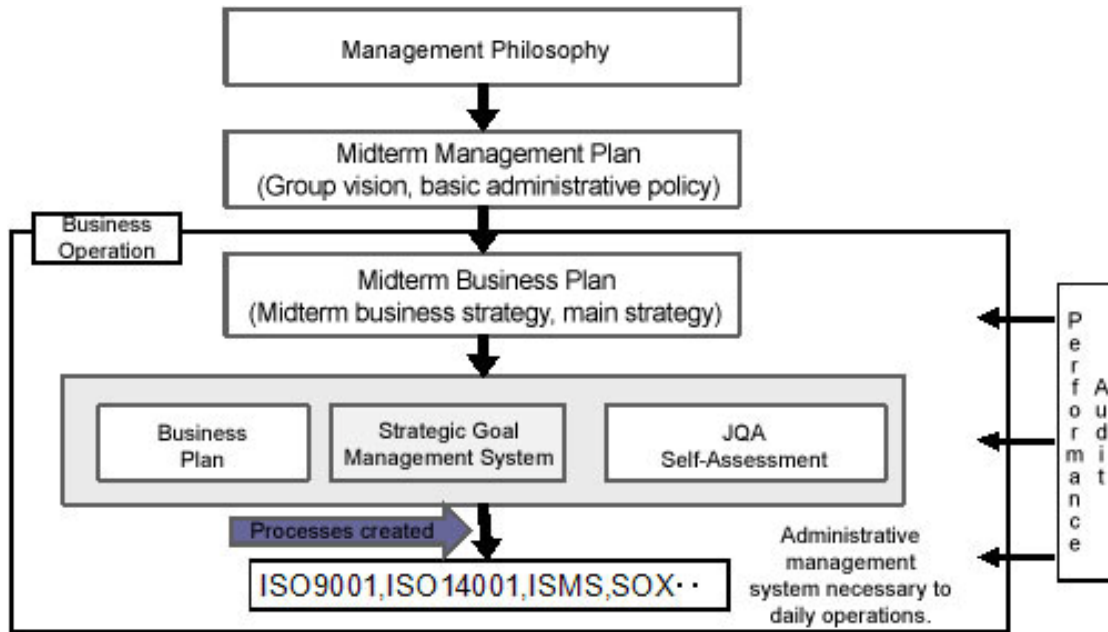 Management Philosophy
Midterm Management Plan
(Group vision, basic administrative policy)
Business
Operation
Midterm Business Plan
(Midterm business strategy, main strategy)
Business
Plan
Strategic Goal
Management System
JQA
Self-Assessment
Performance
Audit
Processes created
ISO9001,ISO14001,ISMS,SOX‥
Administrative
management
system necessary to
daily operations.